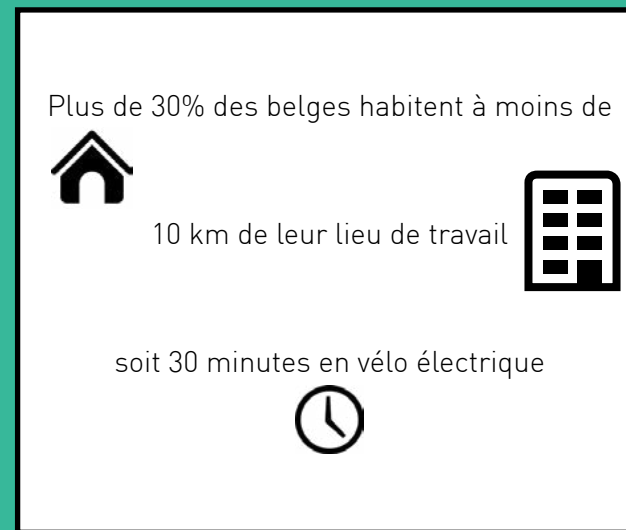 Plus de 30% des belges habitent à moins de
10 km de leur lieu de travail
soit 30 minutes en vélo électrique